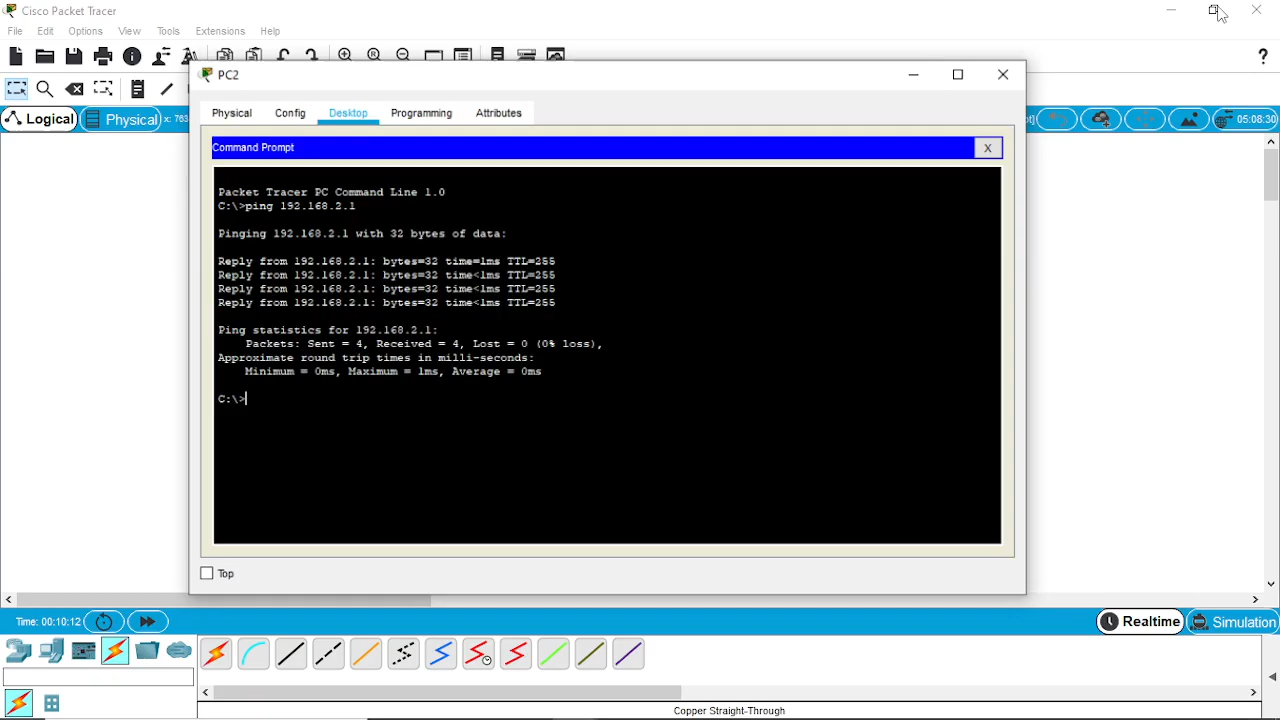 Cisco Packet Tracer
File Edit Options View Tools Extensions Help
PC2
Physical Config Desktop Programming Attributes
Logical Physical x: 763 05:08:30
Command Prompt X
Packet Tracer PC Command Line 1.0
C:\>ping 192.168.2.1
Pinging 192.168.2.1 with 32 bytes of data:
Reply from 192.168.2.1: bytes=32 time=1ms TTL=255
Reply from 192.168.2.1: bytes=32 time<1ms TTL=255
Reply from 192.168.2.1: bytes=32 time<1ms TTL=255
Reply from 192.168.2.1: bytes=32 time<1ms TTL=255
Ping statistics for 192.168.2.1:
Packets: Sent = 4, Received = 4, Lost = 0 (0% loss),
Approximate round trip times in milli-seconds:
Minimum = 0ms, Maximum = 1ms, Average = 0ms
C:\>
Top
Time: 00:10:12 Realtime Simulation
Copper Straight-Through